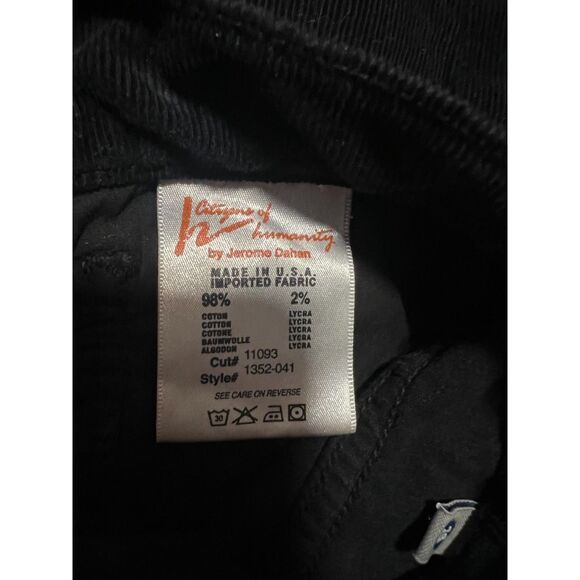 Citizens of
humanity
by Jerome Dahan
MADE IN U.S.A.
IMPORTED FABRIC
98% 2%
COTON LYCRA
COTTON LYCRA
COTONE LYCRA
BAUMWOLLE LYCRA
ALGODON LYCRA
Cut# 11093
Style# 1352-041
SEE CARE ON REVERSE
30